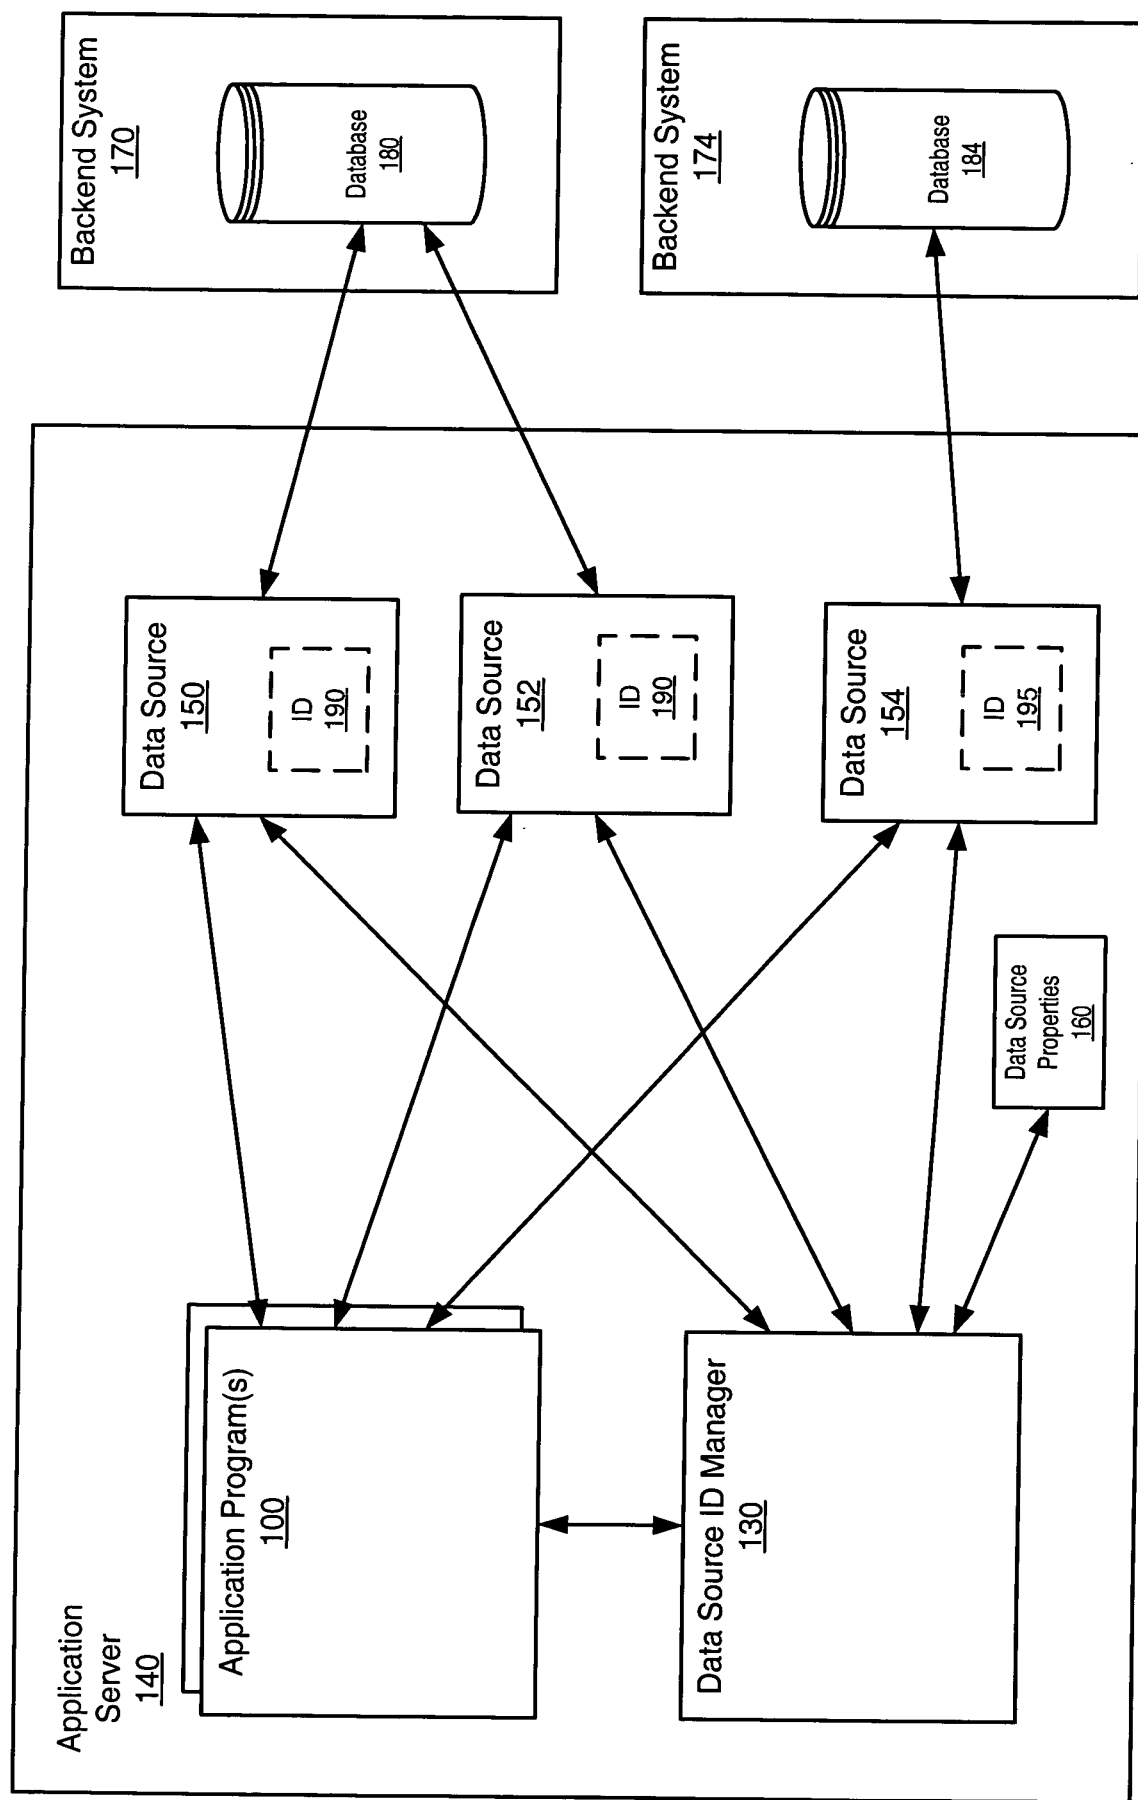 Application
Server
140
Application Program(s)
100
Data Source ID Manager
130
Data Source
150
ID
190
Data Source
152
ID
190
Data Source
154
ID
195
Data Source
Properties
160
Backend System
170
Database
180
Backend System
174
Database
184